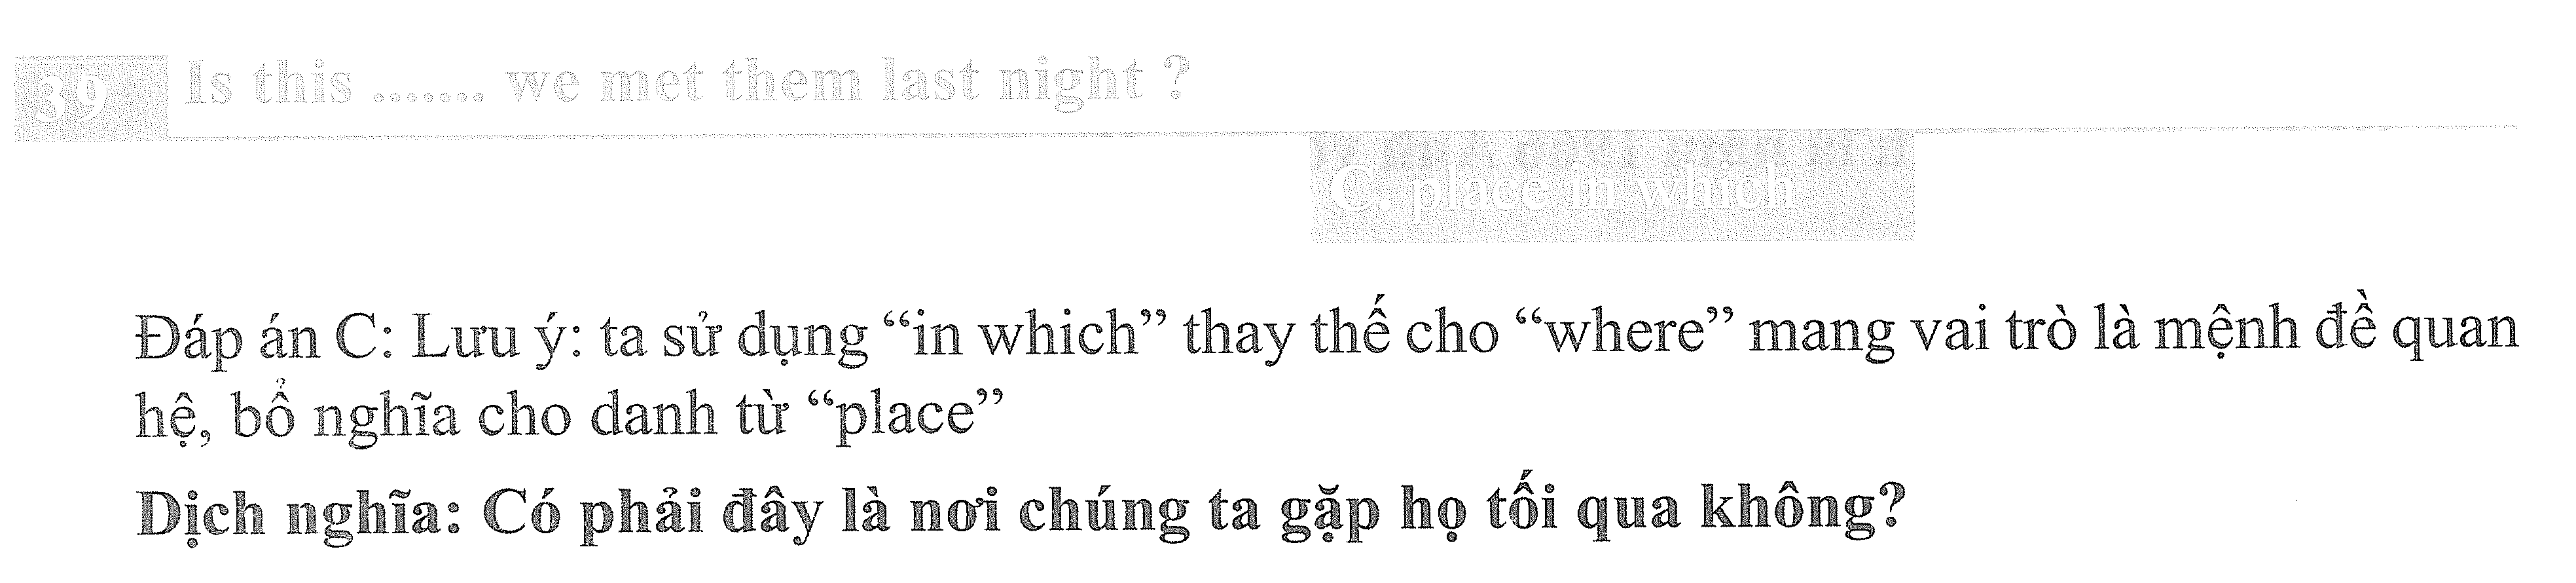 39 Is this ....... we met them last night ?
C. place in which
Đáp án C: Lưu ý: ta sử dụng “in which” thay thế cho “where” mang vai trò là mệnh đề quan
hệ, bổ nghĩa cho danh từ “place”
Dịch nghĩa: Có phải đây là nơi chúng ta gặp họ tối qua không?